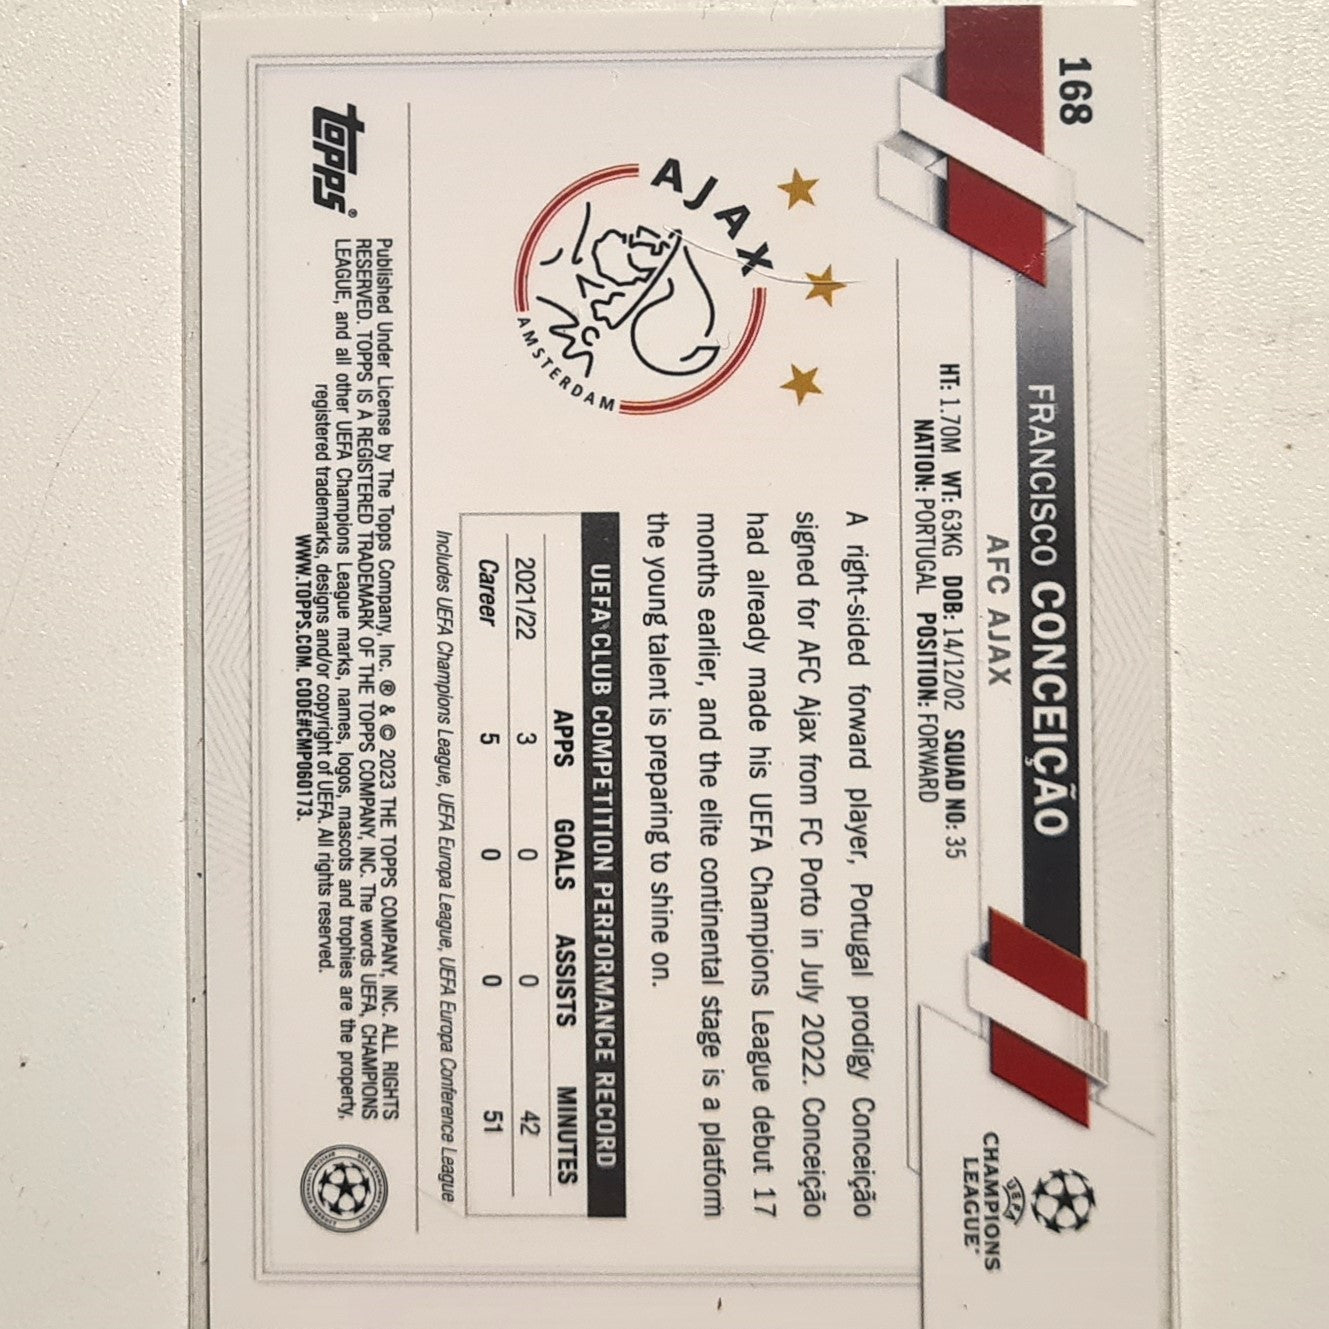 168
FRANCISCO CONCEIÇÃO
AFC AJAX
HT: 1.70M WT: 63KG DOB: 14/12/02 SQUAD NO: 35
NATION: PORTUGAL POSITION: FORWARD
UEFA
CHAMPIONS
LEAGUE
AJAX
AMSTERDAM
A right-sided forward player, Portugal prodigy Conceição
signed for AFC Ajax from FC Porto in July 2022. Conceição
had already made his UEFA Champions League debut 17
months earlier, and the elite continental stage is a platform
the young talent is preparing to shine on.
UEFA CLUB COMPETITION PERFORMANCE RECORD
APPS GOALS ASSISTS MINUTES
2021/22 3 0 0 42
Career 5 0 0 51
Includes UEFA Champions League, UEFA Europa League, UEFA Europa Conference League
topps®
Published Under License by The Topps Company, Inc. ® & © 2023 THE TOPPS COMPANY, INC. ALL RIGHTS
RESERVED. TOPPS IS A REGISTERED TRADEMARK OF THE TOPPS COMPANY, INC. The words UEFA, CHAMPIONS
LEAGUE, and all other UEFA Champions League marks, names, logos, mascots and trophies are the property,
registered trademarks, designs and/or copyright of UEFA. All rights reserved.
WWW.TOPPS.COM. CODE#CMP060173.